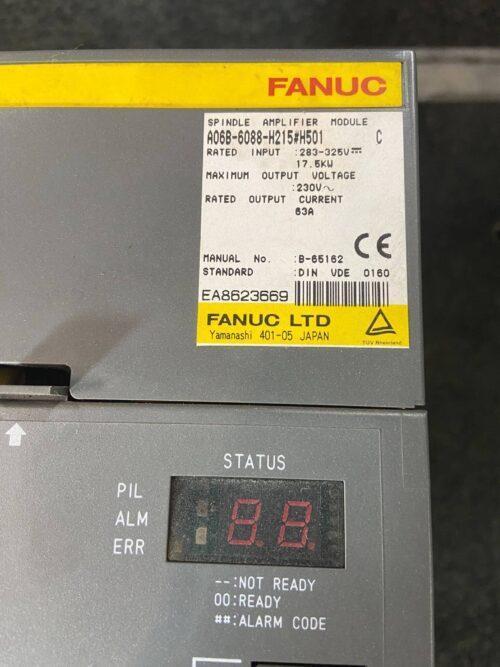 FANUC
SPINDLE AMPLIFIER MODULE
A06B-6088-H215#H501 C
RATED INPUT :283-325V⎓
17.5KW
MAXIMUM OUTPUT VOLTAGE
:230V∿
RATED OUTPUT CURRENT
63A
MANUAL No. :B-65162
STANDARD :DIN VDE 0160
CE
EA8623669
FANUC LTD
Yamanashi 401-05 JAPAN
TÜV Rheinland
STATUS
PIL
ALM
ERR
8.8.
--:NOT READY
00:READY
##:ALARM CODE